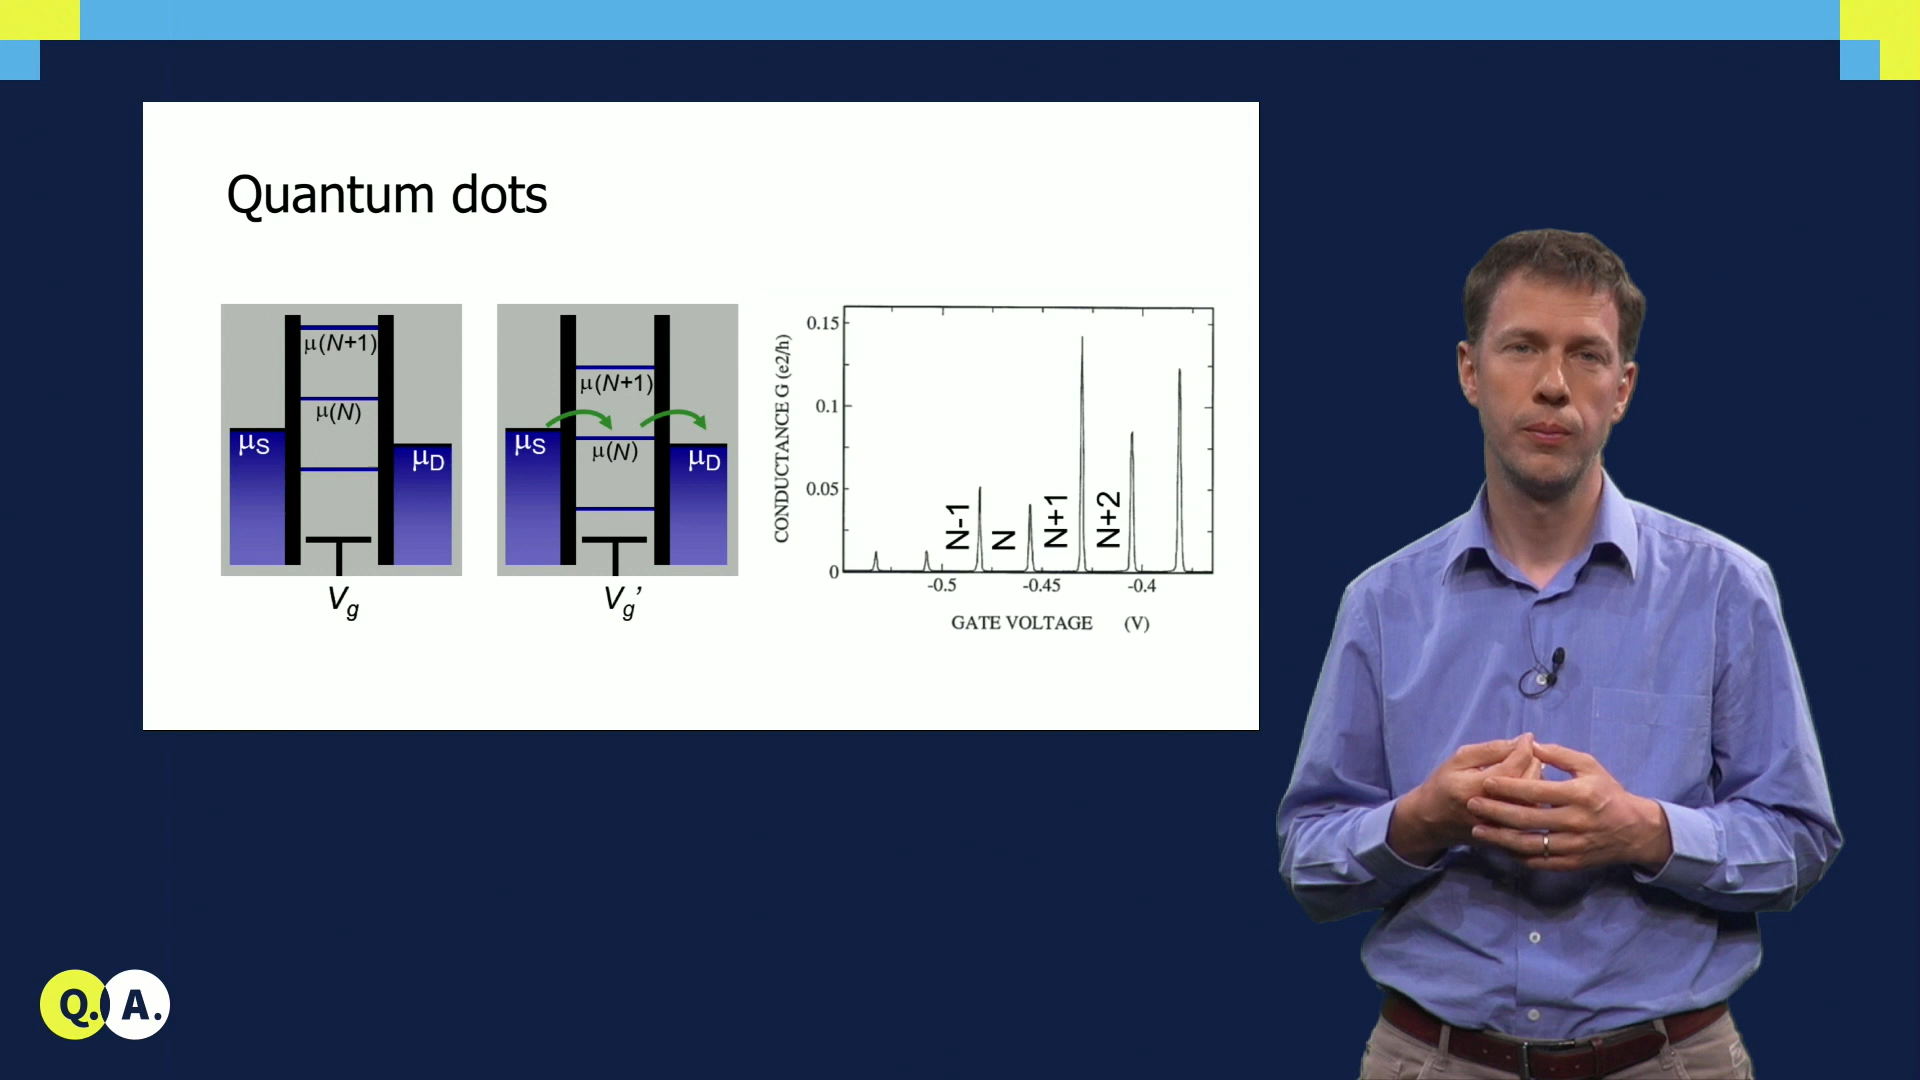 Quantum dots
μ(N+1)
μ(N)
μS
μD
Vg
μ(N+1)
μ(N)
μS
μD
Vg’
CONDUCTANCE G (e2/h)
0.15
0.1
0.05
0
N-1
N
N+1
N+2
-0.5
-0.45
-0.4
GATE VOLTAGE (V)
Q. A.